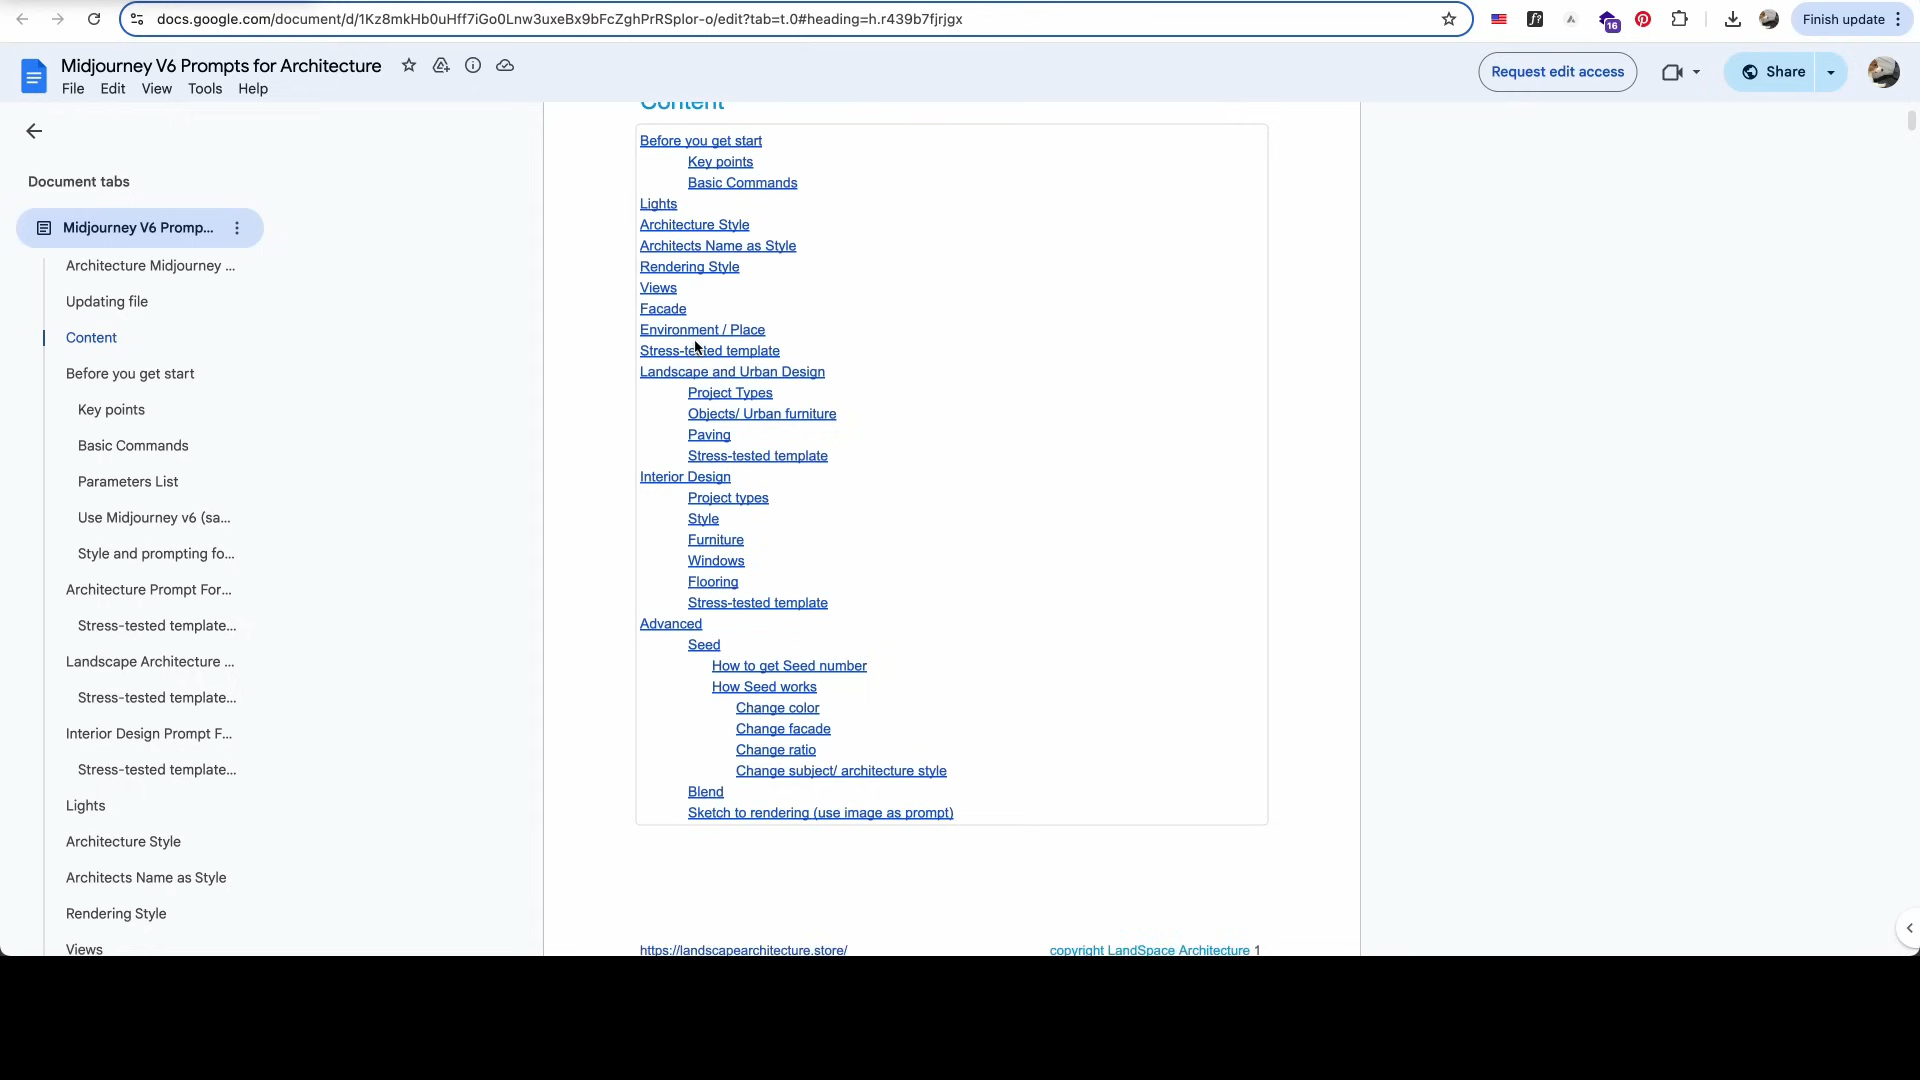 docs.google.com/document/d/1Kz8mkHb0uHff7iGo0Lnw3uxeBx9bFcZghPrRSplor-o/edit?tab=t.0#heading=h.r439b7fjrjgx
16
Finish update
Midjourney V6 Prompts for Architecture
File Edit View Tools Help
Request edit access
Share
Document tabs
Midjourney V6 Promp...
Architecture Midjourney ...
Updating file
Content
Before you get start
Key points
Basic Commands
Parameters List
Use Midjourney v6 (sa...
Style and prompting fo...
Architecture Prompt For...
Stress-tested template...
Landscape Architecture ...
Stress-tested template...
Interior Design Prompt F...
Stress-tested template...
Lights
Architecture Style
Architects Name as Style
Rendering Style
Views
Content
Before you get start
Key points
Basic Commands
Lights
Architecture Style
Architects Name as Style
Rendering Style
Views
Facade
Environment / Place
Stress-tested template
Landscape and Urban Design
Project Types
Objects/ Urban furniture
Paving
Stress-tested template
Interior Design
Project types
Style
Furniture
Windows
Flooring
Stress-tested template
Advanced
Seed
How to get Seed number
How Seed works
Change color
Change facade
Change ratio
Change subject/ architecture style
Blend
Sketch to rendering (use image as prompt)
https://landscapearchitecture.store/
copyright LandSpace Architecture 1